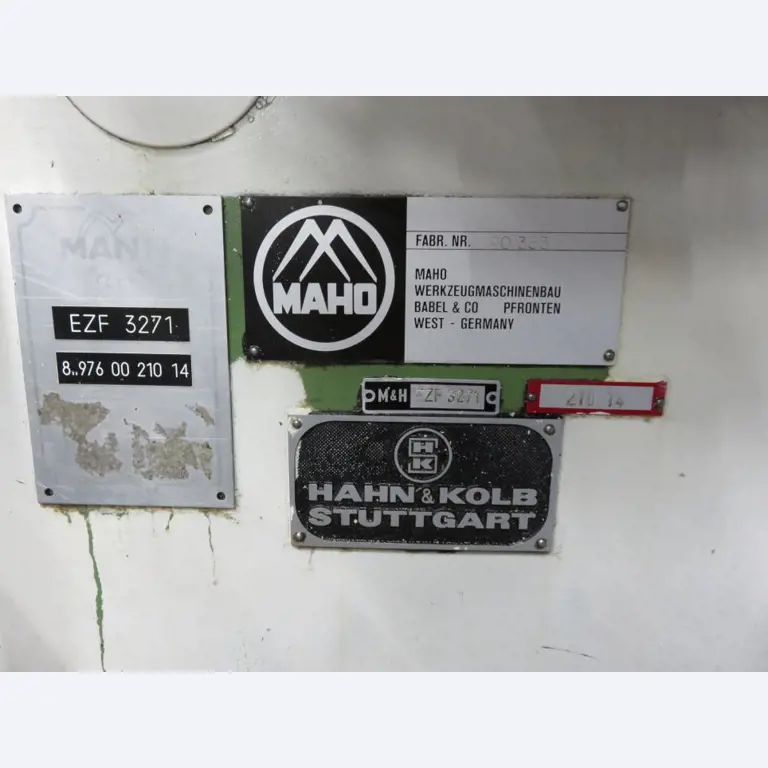 MAN
EZF 3271
8..976 00 210 14
MAHO
FABR. NR.
MAHO
WERKZEUGMASCHINENBAU
BABEL & CO PFRONTEN
WEST - GERMANY
M&H EZF 3271
210 14
HK
HAHN & KOLB
STUTTGART